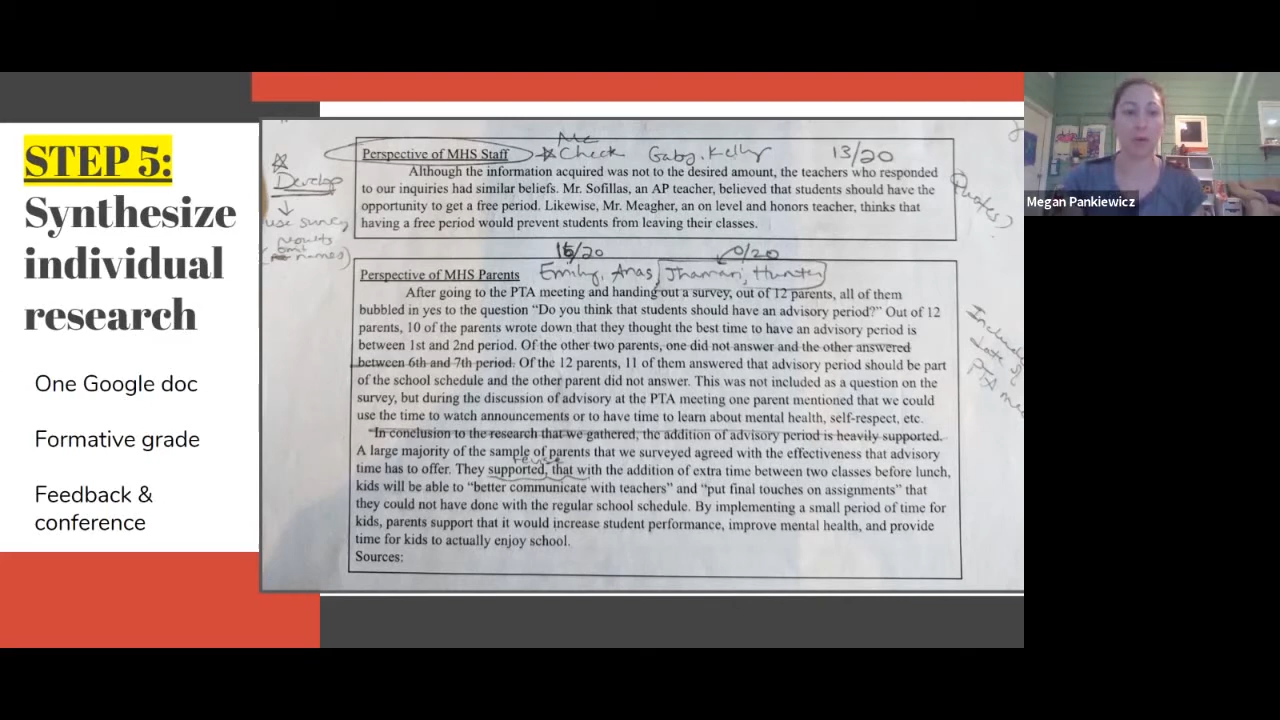 STEP 5:
Synthesize
individual
research
One Google doc
Formative grade
Feedback &
conference
Develop
use survey
results
names)
Perspective of MHS Staff
Check Gaby, Kelly 13/20
Although the information acquired was not to the desired amount, the teachers who responded
to our inquiries had similar beliefs. Mr. Sofillas, an AP teacher, believed that students should have the
opportunity to get a free period. Likewise, Mr. Meagher, an on level and honors teacher, thinks that
having a free period would prevent students from leaving their classes.
Quotes?
/20 0/20
Perspective of MHS Parents Emily, Anas, Jhamari, Hunter
After going to the PTA meeting and handing out a survey, out of 12 parents, all of them
bubbled in yes to the question “Do you think that students should have an advisory period?” Out of 12
parents, 10 of the parents wrote down that they thought the best time to have an advisory period is
between 1st and 2nd period. Of the other two parents, one did not answer and the other answered
between 6th and 7th period. Of the 12 parents, 11 of them answered that advisory period should be part
of the school schedule and the other parent did not answer. This was not included as a question on the
survey, but during the discussion of advisory at the PTA meeting one parent mentioned that we could
use the time to watch announcements or to have time to learn about mental health, self-respect, etc.
In conclusion to the research that we gathered, the addition of advisory period is heavily supported.
A large majority of the sample of parents that we surveyed agreed with the effectiveness that advisory
time has to offer. They supported, that with the addition of extra time between two classes before lunch,
kids will be able to “better communicate with teachers” and “put final touches on assignments” that
they could not have done with the regular school schedule. By implementing a small period of time for
kids, parents support that it would increase student performance, improve mental health, and provide
time for kids to actually enjoy school.
Sources:
Include
date of
PTA
Megan Pankiewicz